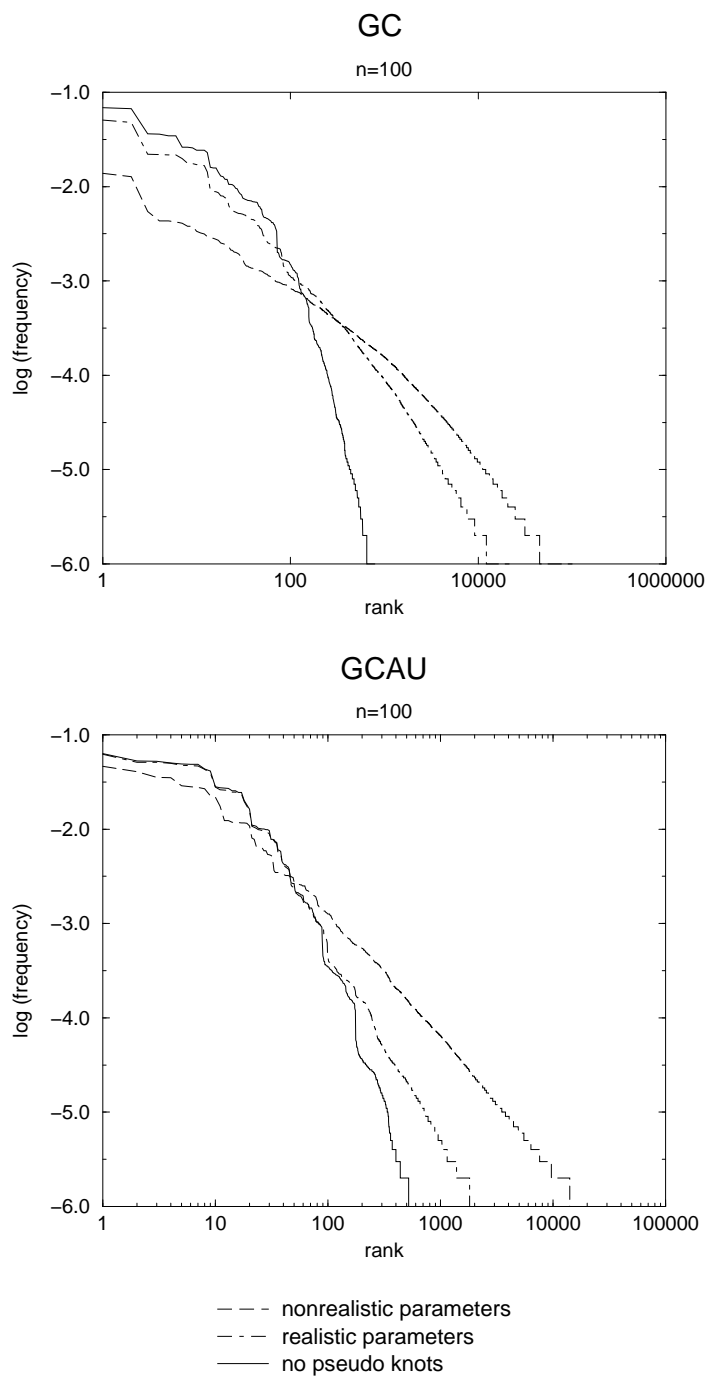 GC
n=100
−1.0
−2.0
−3.0
−4.0
−5.0
−6.0
log (frequency)
1 100 10000 1000000
rank
GCAU
n=100
−1.0
−2.0
−3.0
−4.0
−5.0
−6.0
log (frequency)
1 10 100 1000 10000 100000
rank
nonrealistic parameters
realistic parameters
no pseudo knots